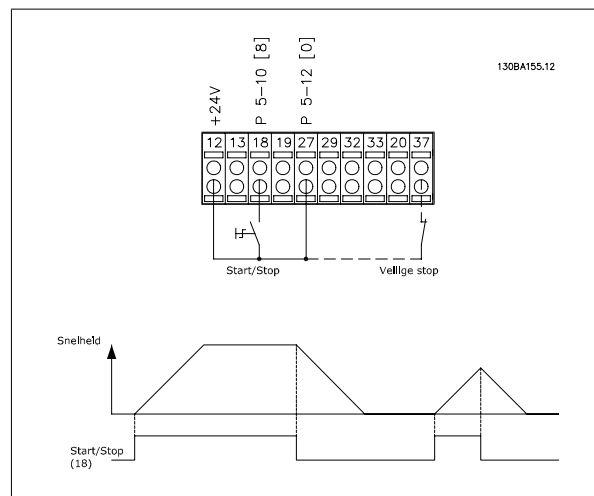 130BA155.12
+24V
P 5-10 [8]
P 5-12 [0]
12 13 18 19 27 29 32 33 20 37
Start/Stop
Veilige stop
Snelheid
Start/Stop
(18)